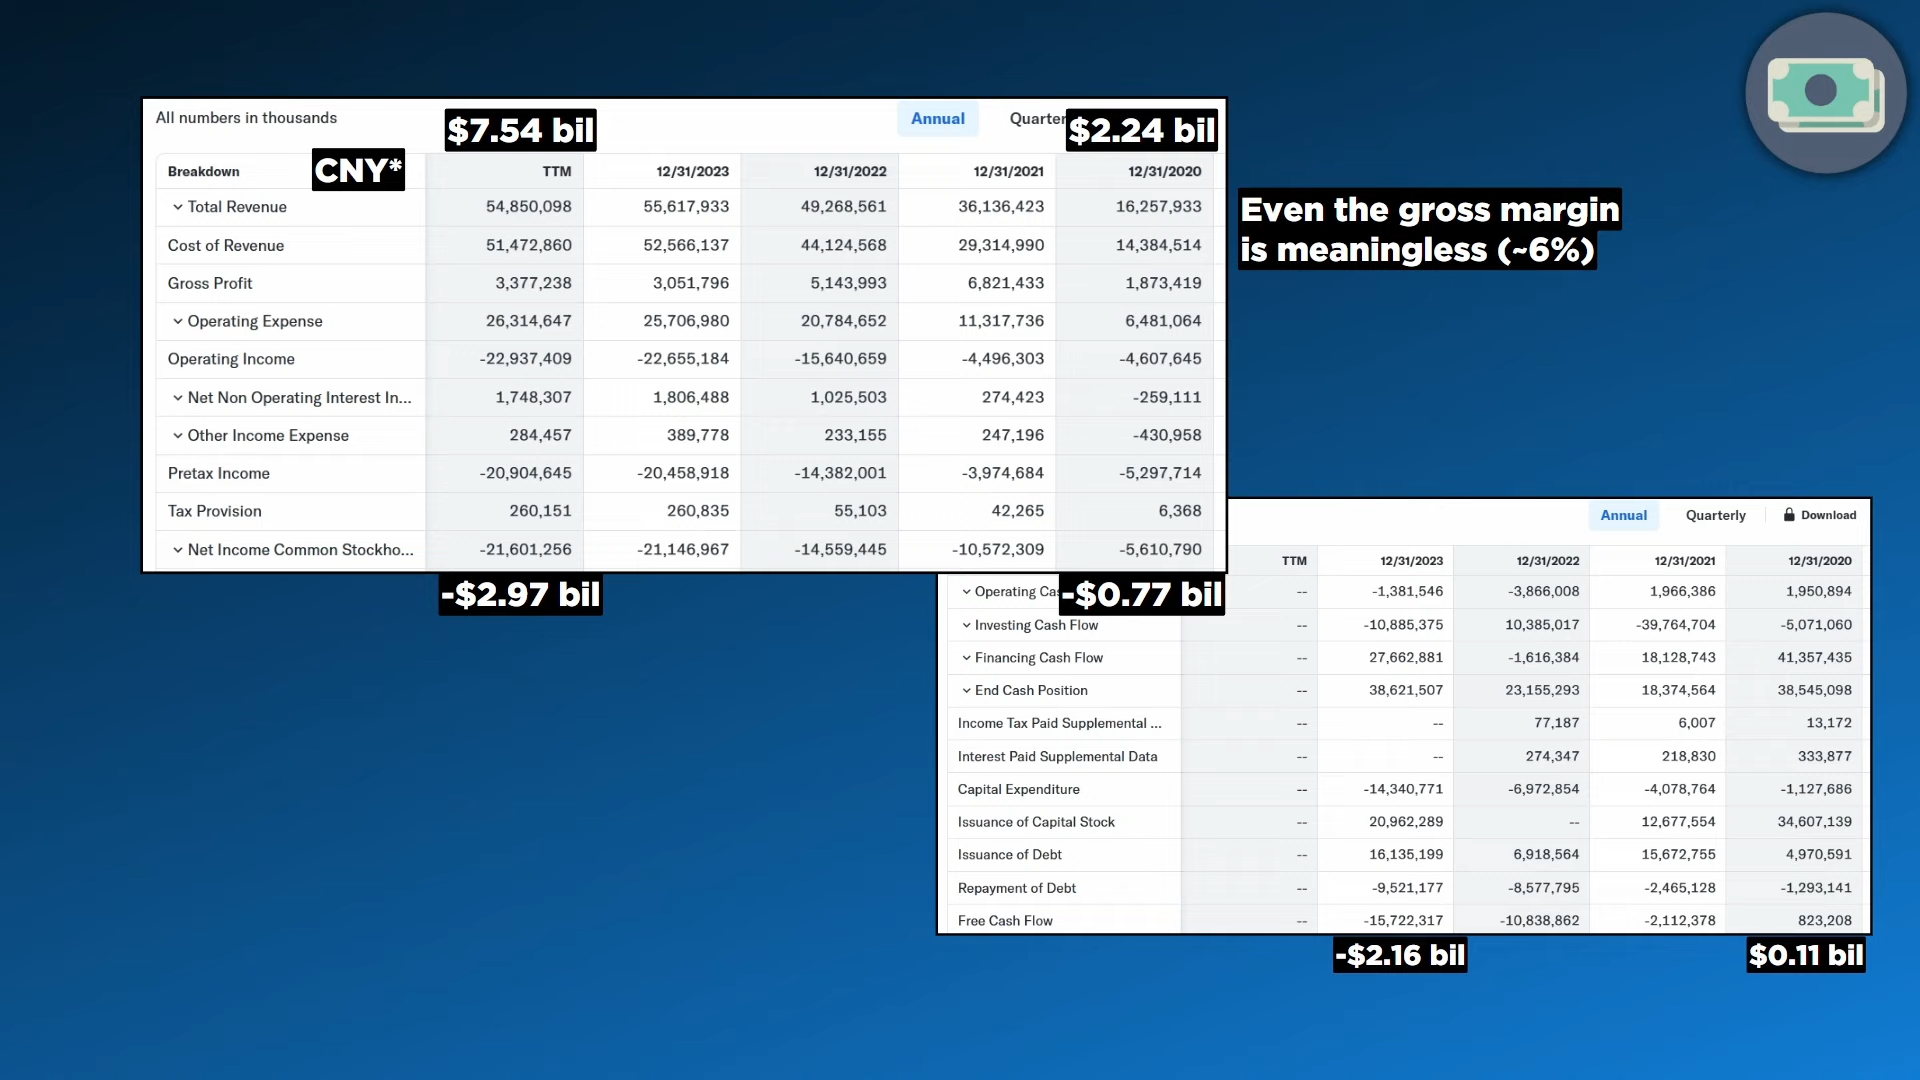 All numbers in thousands
$7.54 bil
Annual
Quarter
$2.24 bil
Breakdown CNY* TTM 12/31/2023 12/31/2022 12/31/2021 12/31/2020
Total Revenue 54,850,098 55,617,933 49,268,561 36,136,423 16,257,933
Cost of Revenue 51,472,860 52,566,137 44,124,568 29,314,990 14,384,514
Gross Profit 3,377,238 3,051,796 5,143,993 6,821,433 1,873,419
Operating Expense 26,314,647 25,706,980 20,784,652 11,317,736 6,481,064
Operating Income -22,937,409 -22,655,184 -15,640,659 -4,496,303 -4,607,645
Net Non Operating Interest In... 1,748,307 1,806,488 1,025,503 274,423 -259,111
Other Income Expense 284,457 389,778 233,155 247,196 -430,958
Pretax Income -20,904,645 -20,458,918 -14,382,001 -3,974,684 -5,297,714
Tax Provision 260,151 260,835 55,103 42,265 6,368
Net Income Common Stockho... -21,601,256 -21,146,967 -14,559,445 -10,572,309 -5,610,790
-$2.97 bil
-$0.77 bil
Even the gross margin
is meaningless (~6%)
Annual
Quarterly
Download
TTM 12/31/2023 12/31/2022 12/31/2021 12/31/2020
Operating Cas -- -1,381,546 -3,866,008 1,966,386 1,950,894
Investing Cash Flow -- -10,885,375 10,385,017 -39,764,704 -5,071,060
Financing Cash Flow -- 27,662,881 -1,616,384 18,128,743 41,357,435
End Cash Position -- 38,621,507 23,155,293 18,374,564 38,545,098
Income Tax Paid Supplemental ... -- -- 77,187 6,007 13,172
Interest Paid Supplemental Data -- -- 274,347 218,830 333,877
Capital Expenditure -- -14,340,771 -6,972,854 -4,078,764 -1,127,686
Issuance of Capital Stock -- 20,962,289 -- 12,677,554 34,607,139
Issuance of Debt -- 16,135,199 6,918,564 15,672,755 4,970,591
Repayment of Debt -- -9,521,177 -8,577,795 -2,465,128 -1,293,141
Free Cash Flow -- -15,722,317 -10,838,862 -2,112,378 823,208
-$2.16 bil
$0.11 bil